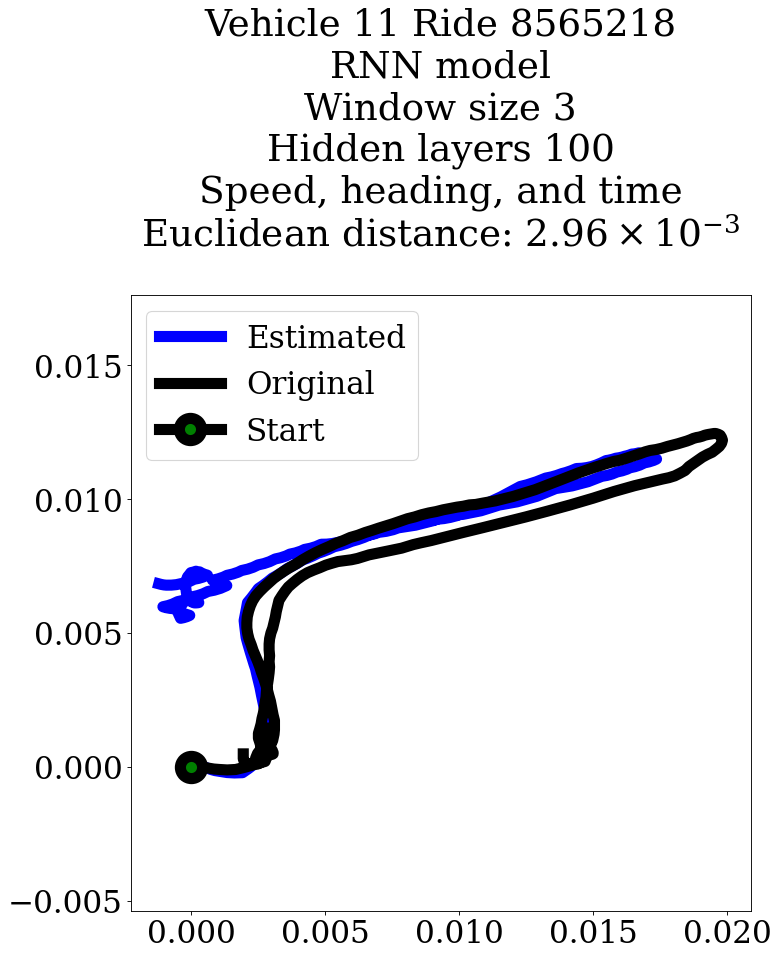 Vehicle 11 Ride 8565218
RNN model
Window size 3
Hidden layers 100
Speed, heading, and time
Euclidean distance: 2.96 × 10⁻³
Estimated
Original
Start
0.015
0.010
0.005
0.000
−0.005
0.000 0.005 0.010 0.015 0.020